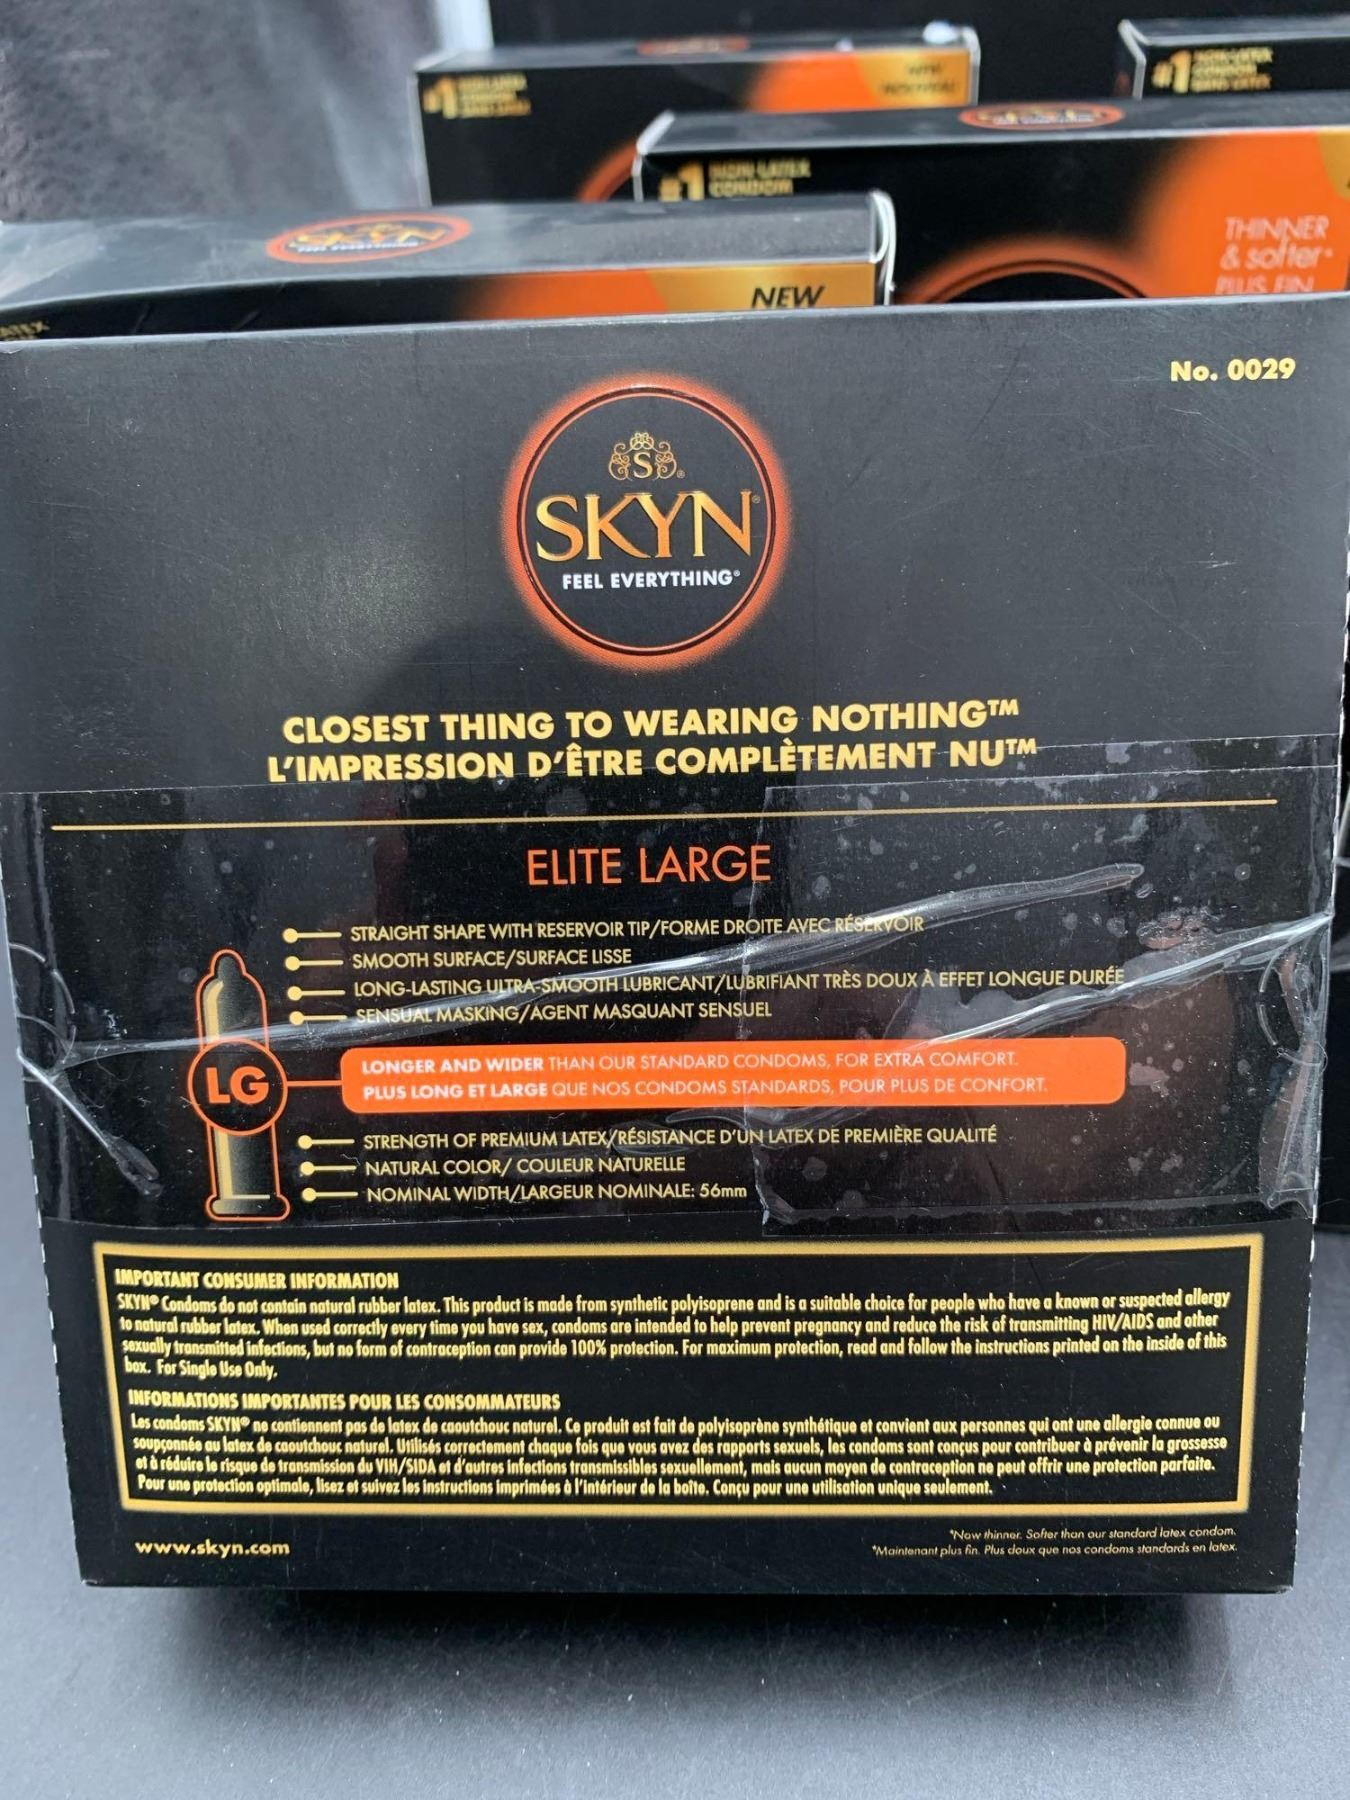 #1
NEW
#1
#1 NON-LATEX
CONDOM
SKYN
THINNER
& softer*
PLUS FIN
NEW
No. 0029
S
SKYN®
FEEL EVERYTHING®
CLOSEST THING TO WEARING NOTHING™
L'IMPRESSION D'ÊTRE COMPLÈTEMENT NU™
ELITE LARGE
STRAIGHT SHAPE WITH RESERVOIR TIP/FORME DROITE AVEC RÉSERVOIR
SMOOTH SURFACE/SURFACE LISSE
LONG-LASTING ULTRA-SMOOTH LUBRICANT/LUBRIFIANT TRÈS DOUX À EFFET LONGUE DURÉE
SENSUAL MASKING/AGENT MASQUANT SENSUEL
LG
LONGER AND WIDER THAN OUR STANDARD CONDOMS, FOR EXTRA COMFORT.
PLUS LONG ET LARGE QUE NOS CONDOMS STANDARDS, POUR PLUS DE CONFORT.
STRENGTH OF PREMIUM LATEX/RÉSISTANCE D'UN LATEX DE PREMIÈRE QUALITÉ
NATURAL COLOR/ COULEUR NATURELLE
NOMINAL WIDTH/LARGEUR NOMINALE: 56mm
IMPORTANT CONSUMER INFORMATION
SKYN® Condoms do not contain natural rubber latex. This product is made from synthetic polyisoprene and is a suitable choice for people who have a known or suspected allergy
to natural rubber latex. When used correctly every time you have sex, condoms are intended to help prevent pregnancy and reduce the risk of transmitting HIV/AIDS and other
sexually transmitted infections, but no form of contraception can provide 100% protection. For maximum protection, read and follow the instructions printed on the inside of this
box. For Single Use Only.
INFORMATIONS IMPORTANTES POUR LES CONSOMMATEURS
Les condoms SKYN® ne contiennent pas de latex de caoutchouc naturel. Ce produit est fait de polyisoprène synthétique et convient aux personnes qui ont une allergie connue ou
soupçonnée au latex de caoutchouc naturel. Utilisés correctement chaque fois que vous avez des rapports sexuels, les condoms sont conçus pour contribuer à prévenir la grossesse
et à réduire le risque de transmission du VIH/SIDA et d'autres infections transmissibles sexuellement, mais aucun moyen de contraception ne peut offrir une protection parfaite.
Pour une protection optimale, lisez et suivez les instructions imprimées à l'intérieur de la boîte. Conçu pour une utilisation unique seulement.
www.skyn.com
*Now thinner. Softer than our standard latex condom.
*Maintenant plus fin. Plus doux que nos condoms standards en latex.